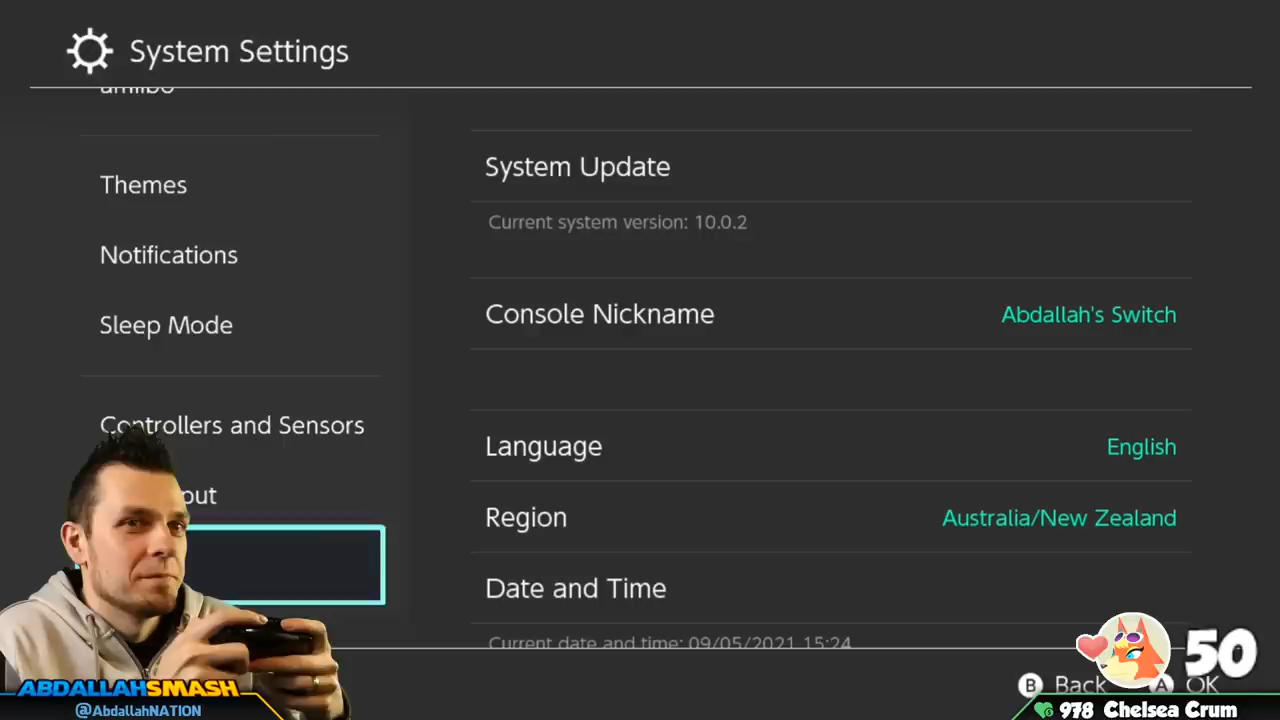 System Settings
amiibo
Themes
Notifications
Sleep Mode
Controllers and Sensors
put
System Update
Current system version: 10.0.2
Console Nickname
Abdallah's Switch
Language
English
Region
Australia/New Zealand
Date and Time
Current date and time: 09/05/2021 15:24
B Back A OK
50
978 Chelsea Crum
ABDALLAHSMASH
@AbdallahNATION